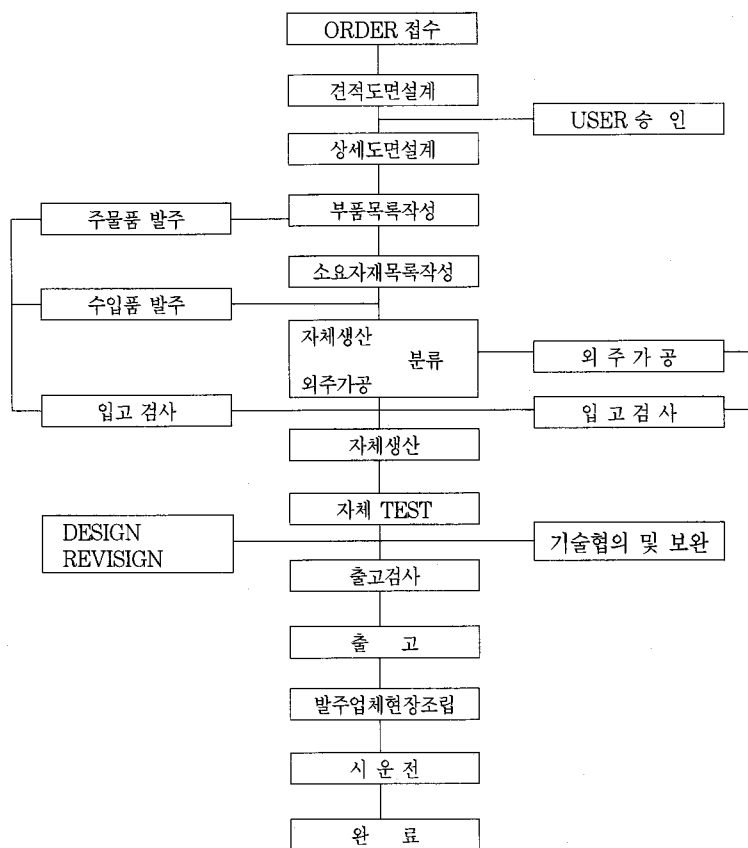 ORDER 접수
견적도면설계
USER 승 인
상세도면설계
주물품 발주
부품목록작성
소요자재목록작성
수입품 발주
자체생산
분류
외주가공
외 주 가 공
입고 검사
입 고 검 사
자체생산
자체 TEST
DESIGN
REVISIGN
기술협의 및 보완
출고검사
출 고
발주업체현장조립
시 운 전
완 료